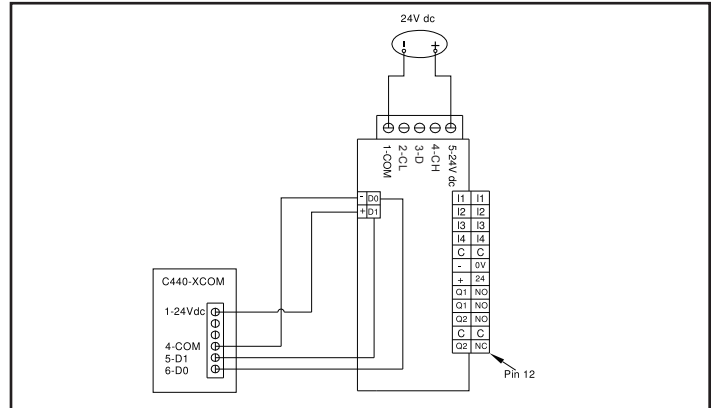 24V dc
- +
1-COM
2-CL
3-D
4-CH
5-24V dc
- D0
+ D1
I1 I1
I2 I2
I3 I3
I4 I4
C C
- 0V
+ 24
Q1 NO
Q1 NO
Q2 NO
C C
Q2 NC
Pin 12
C440-XCOM
1-24Vdc
4-COM
5-D1
6-D0